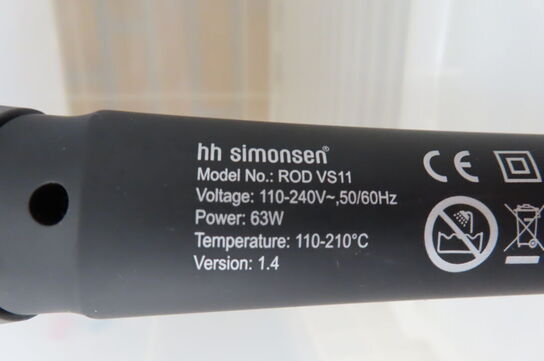 hh simonsen®
Model No.: ROD VS11
Voltage: 110-240V~,50/60Hz
Power: 63W
Temperature: 110-210°C
Version: 1.4
CE